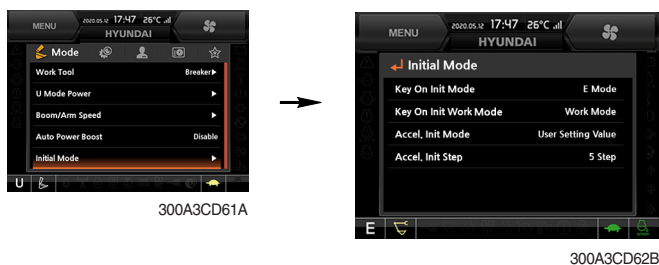 MENU
2020.05.12 17:47 26°C
HYUNDAI
Mode
Work Tool Breaker▶
U Mode Power ▶
Boom/Arm Speed ▶
Auto Power Boost Disable
Initial Mode ▶
U
300A3CD61A
MENU
2020.05.12 17:47 26°C
HYUNDAI
Initial Mode
Key On Init Mode E Mode
Key On Init Work Mode Work Mode
Accel, Init Mode User Setting Value
Accel, Init Step 5 Step
E
300A3CD62B